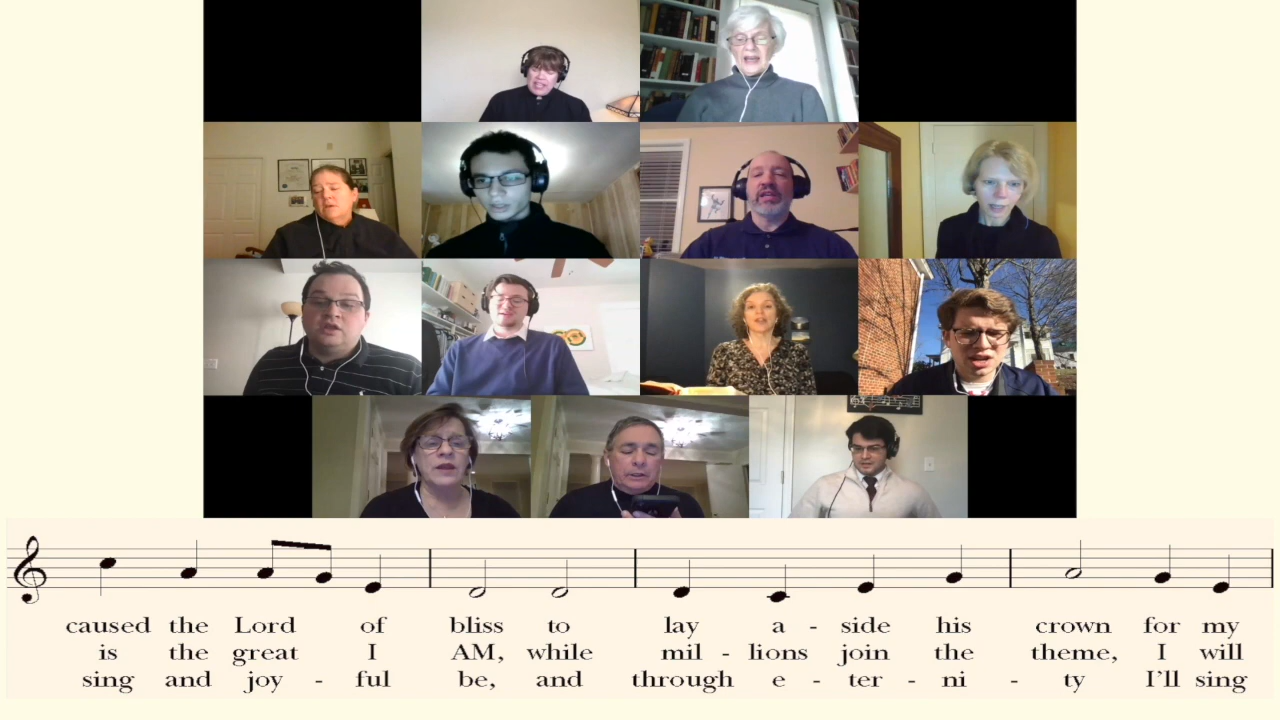 caused the Lord of bliss to lay a - side his crown for my
is the great I AM, while mil - lions join the theme, I will
sing and joy - ful be, and through e - ter - ni - ty I'll sing